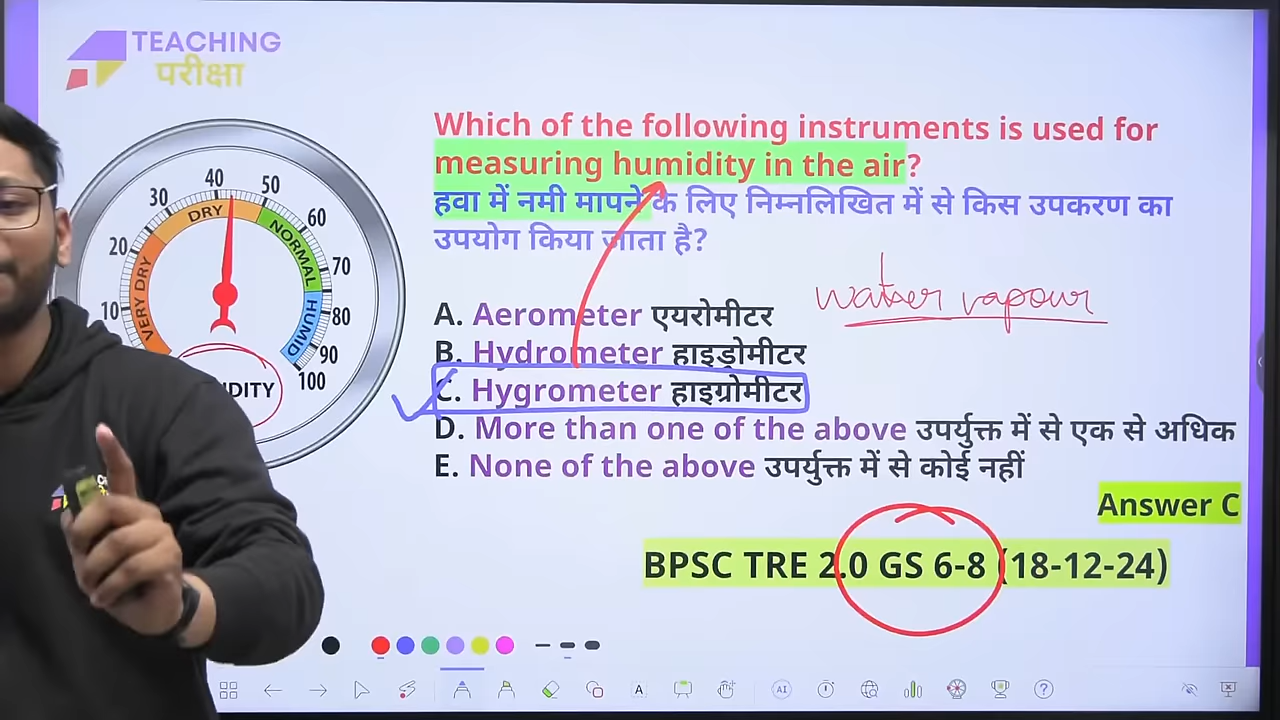 TEACHING
परीक्षा
Which of the following instruments is used for
measuring humidity in the air?
हवा में नमी मापने के लिए निम्नलिखित में से किस उपकरण का
उपयोग किया जाता है?
water vapour
A. Aerometer एयरोमीटर
B. Hydrometer हाइड्रोमीटर
C. Hygrometer हाइग्रोमीटर
D. More than one of the above उपर्युक्त में से एक से अधिक
E. None of the above उपर्युक्त में से कोई नहीं
Answer C
BPSC TRE 2.0 GS 6-8 (18-12-24)
10
20
30
40
50
60
70
80
90
100
VERY DRY
DRY
NORMAL
HUMID
A
AI
?